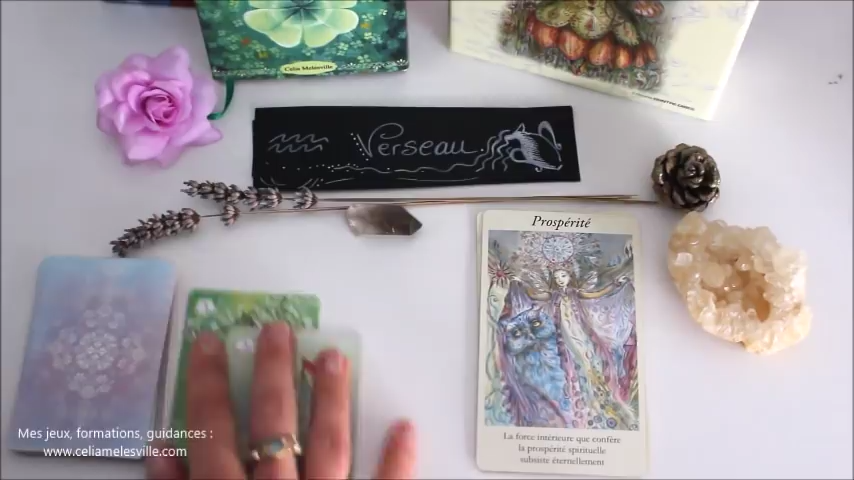 Celia Melesville
Verseau
Prospérité
La force intérieure que confère
la prospérité spirituelle
subsiste éternellement
Mes jeux, formations, guidances :
www.celiamelesville.com